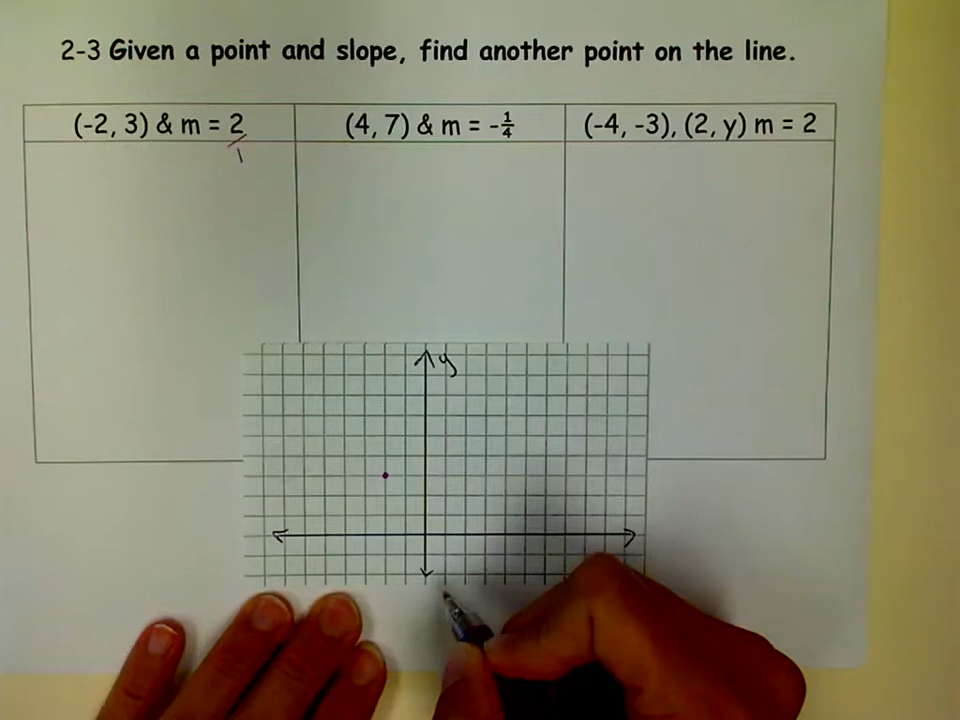 2-3 Given a point and slope, find another point on the line.
(-2, 3) & m = 2/1
(4, 7) & m = -1/4
(-4, -3), (2, y) m = 2
y